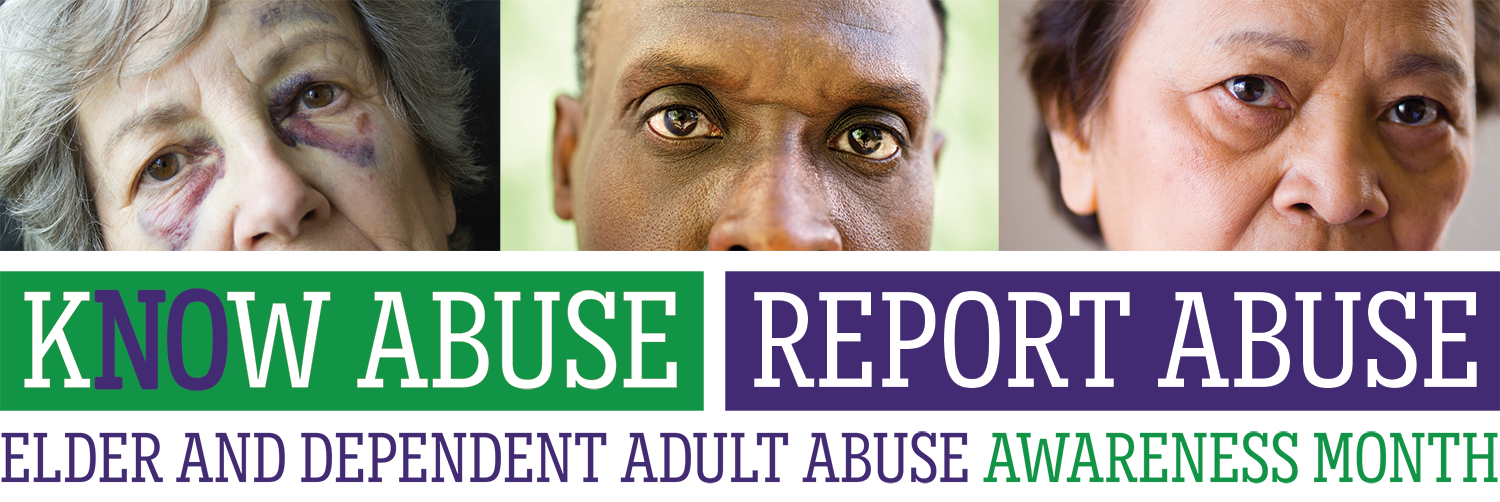 KNOW ABUSE REPORT ABUSE
ELDER AND DEPENDENT ADULT ABUSE AWARENESS MONTH